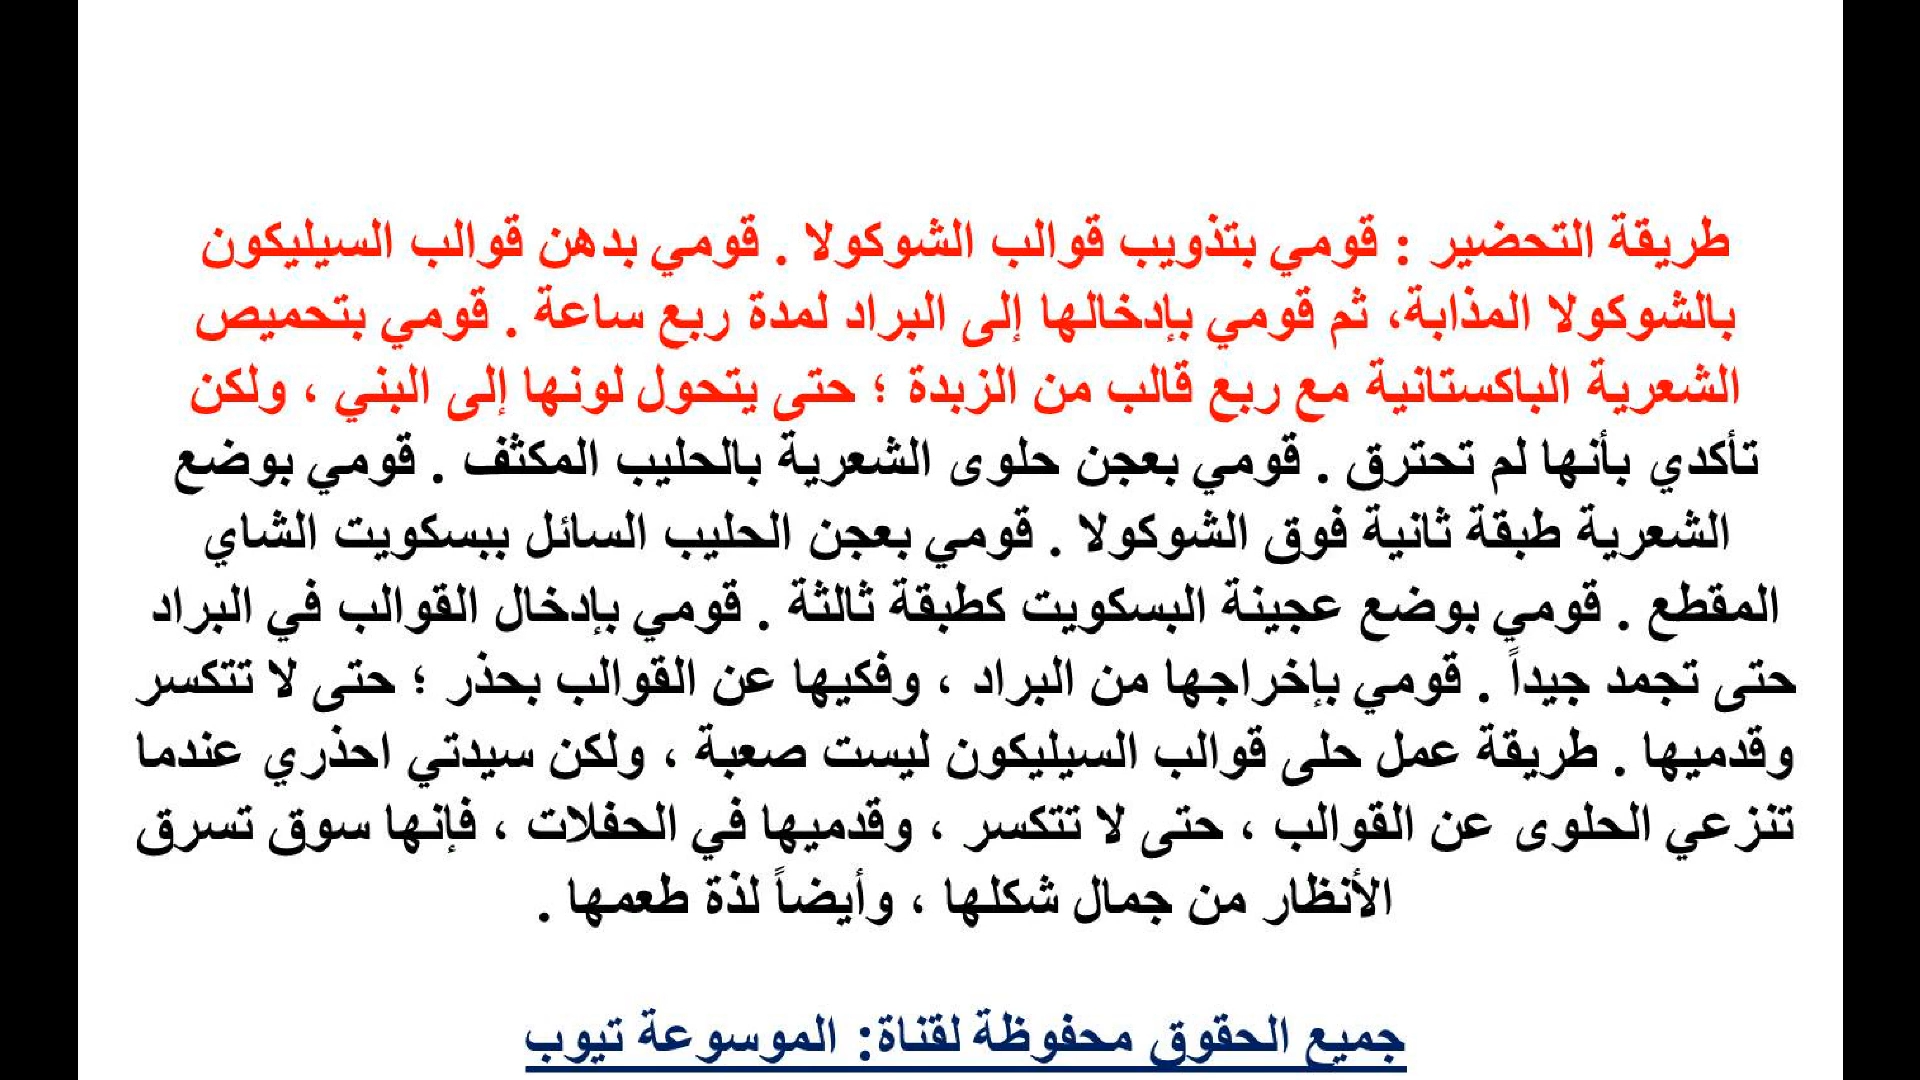 طريقة التحضير : قومي بتذويب قوالب الشوكولا . قومي بدهن قوالب السيليكون
بالشوكولا المذابة، ثم قومي بإدخالها إلى البراد لمدة ربع ساعة . قومي بتحميص
الشعرية الباكستانية مع ربع قالب من الزبدة ؛ حتى يتحول لونها إلى البني ، ولكن
تأكدي بأنها لم تحترق . قومي بعجن حلوى الشعرية بالحليب المكثف . قومي بوضع
الشعرية طبقة ثانية فوق الشوكولا . قومي بعجن الحليب السائل ببسكويت الشاي
المقطع . قومي بوضع عجينة البسكويت كطبقة ثالثة . قومي بإدخال القوالب في البراد
حتى تجمد جيداً . قومي بإخراجها من البراد ، وفكيها عن القوالب بحذر ؛ حتى لا تتكسر
وقدميها . طريقة عمل حلى قوالب السيليكون ليست صعبة ، ولكن سيدتي احذري عندما
تنزعي الحلوى عن القوالب ، حتى لا تتكسر ، وقدميها في الحفلات ، فإنها سوق تسرق
الأنظار من جمال شكلها ، وأيضاً لذة طعمها .
جميع الحقوق محفوظة لقناة: الموسوعة تيوب